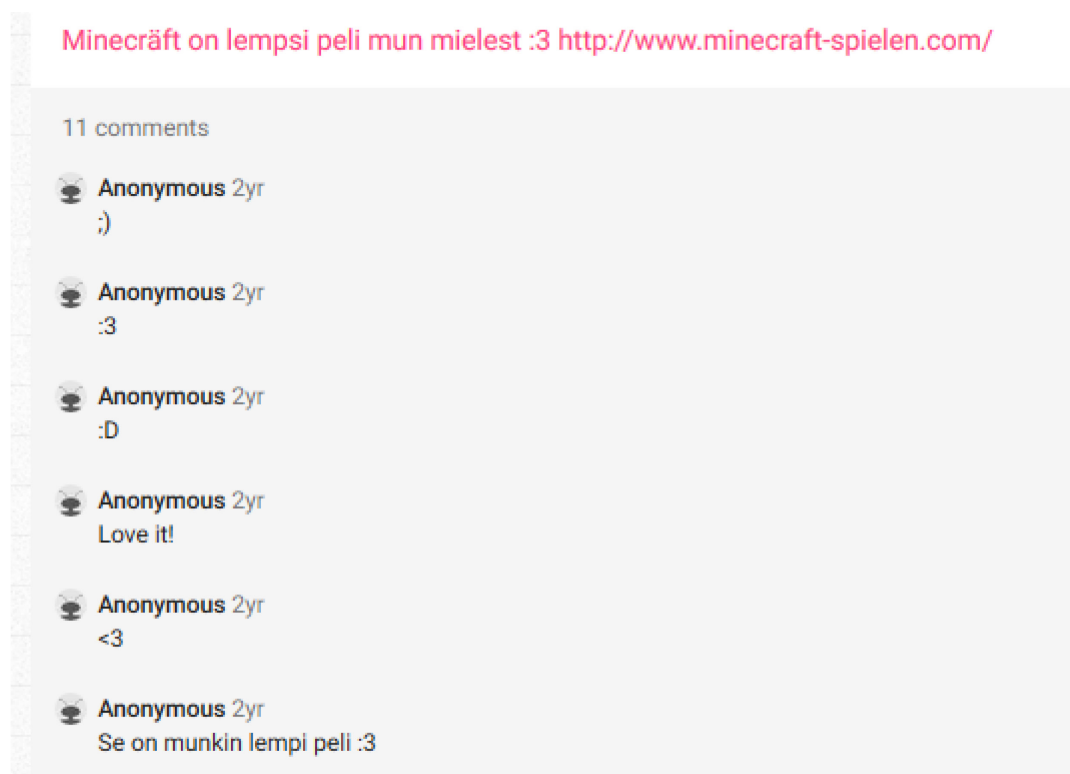 Minecräft on lempsi peli mun mielest :3 http://www.minecraft-spielen.com/
11 comments
Anonymous 2yr
;)
Anonymous 2yr
:3
Anonymous 2yr
:D
Anonymous 2yr
Love it!
Anonymous 2yr
<3
Anonymous 2yr
Se on munkin lempi peli :3